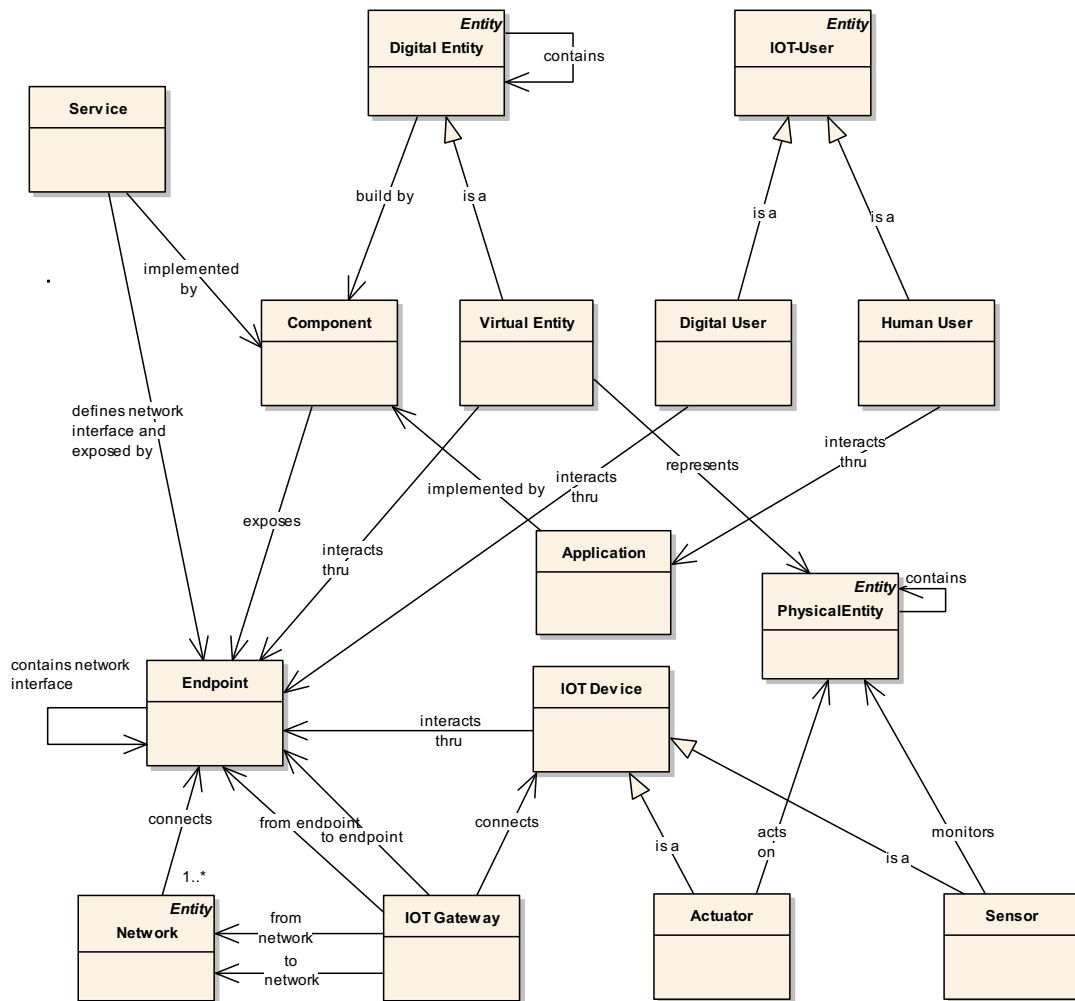 Entity
Digital Entity
contains
Entity
IOT-User
Service
build by
is a
is a
is a
implemented
by
Component
Virtual Entity
Digital User
Human User
defines network
interface and
exposed by
interacts
thru
represents
interacts
thru
implemented by
exposes
interacts
thru
Application
Entity
PhysicalEntity
contains
contains network
interface
Endpoint
IOT Device
interacts
thru
connects
from endpoint
to endpoint
connects
is a
acts
on
is a
monitors
1..*
Entity
Network
from
network
to
network
IOT Gateway
Actuator
Sensor